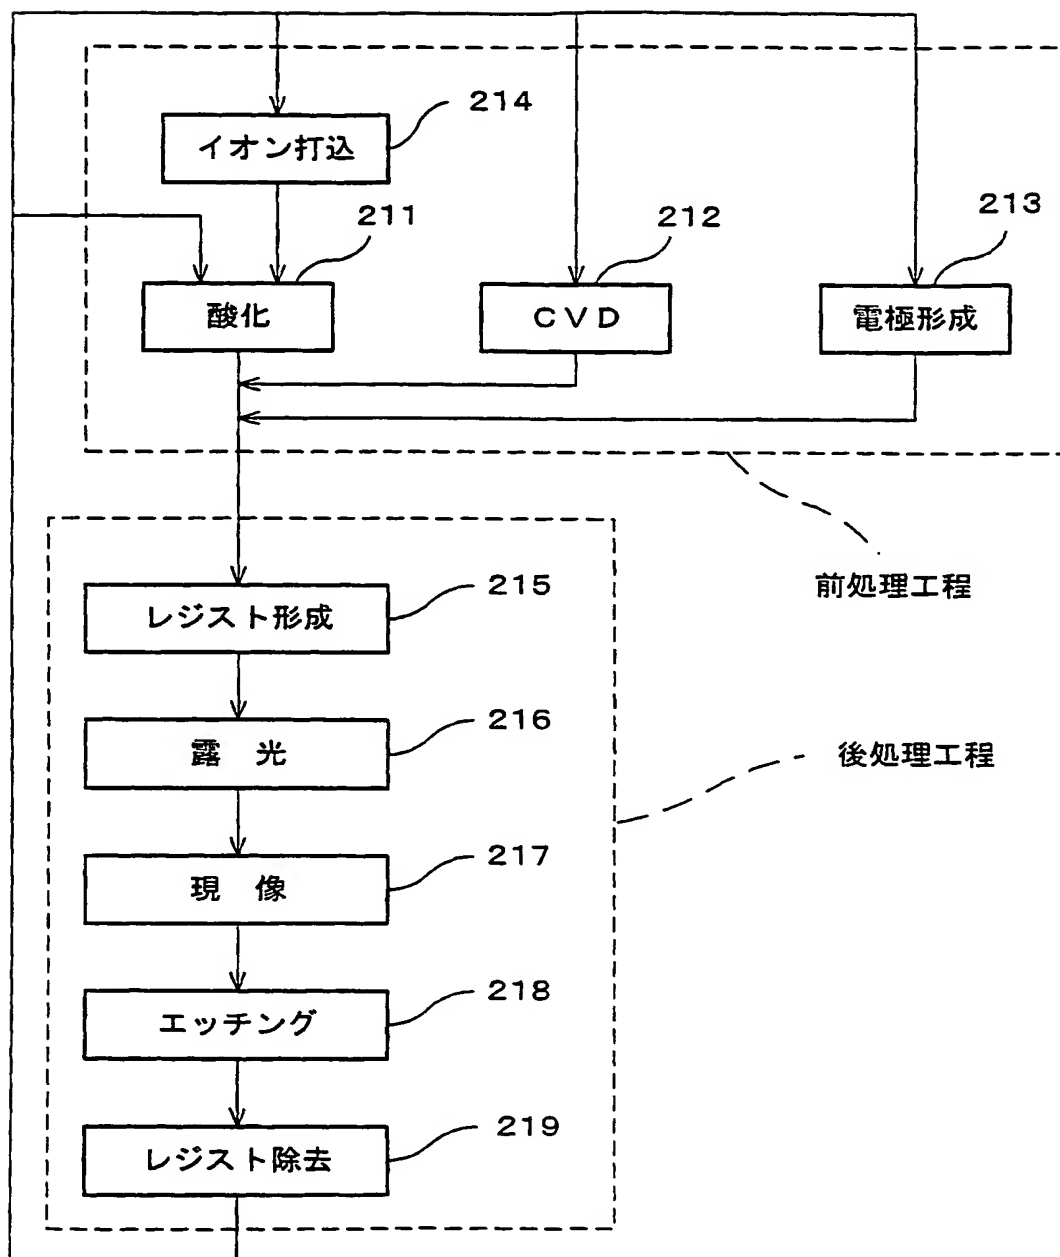 214
イオン打込
211
212
213
酸化
CVD
電極形成
前処理工程
215
レジスト形成
216
露 光
後処理工程
217
現 像
218
エッチング
219
レジスト除去